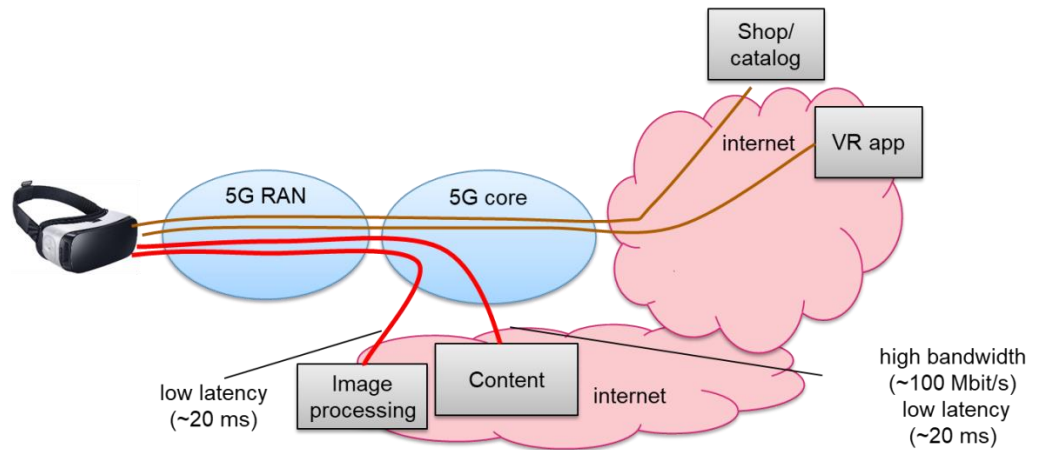 Shop/
catalog
internet
VR app
5G RAN
5G core
low latency
(~20 ms)
Image
processing
Content
internet
high bandwidth
(~100 Mbit/s)
low latency
(~20 ms)